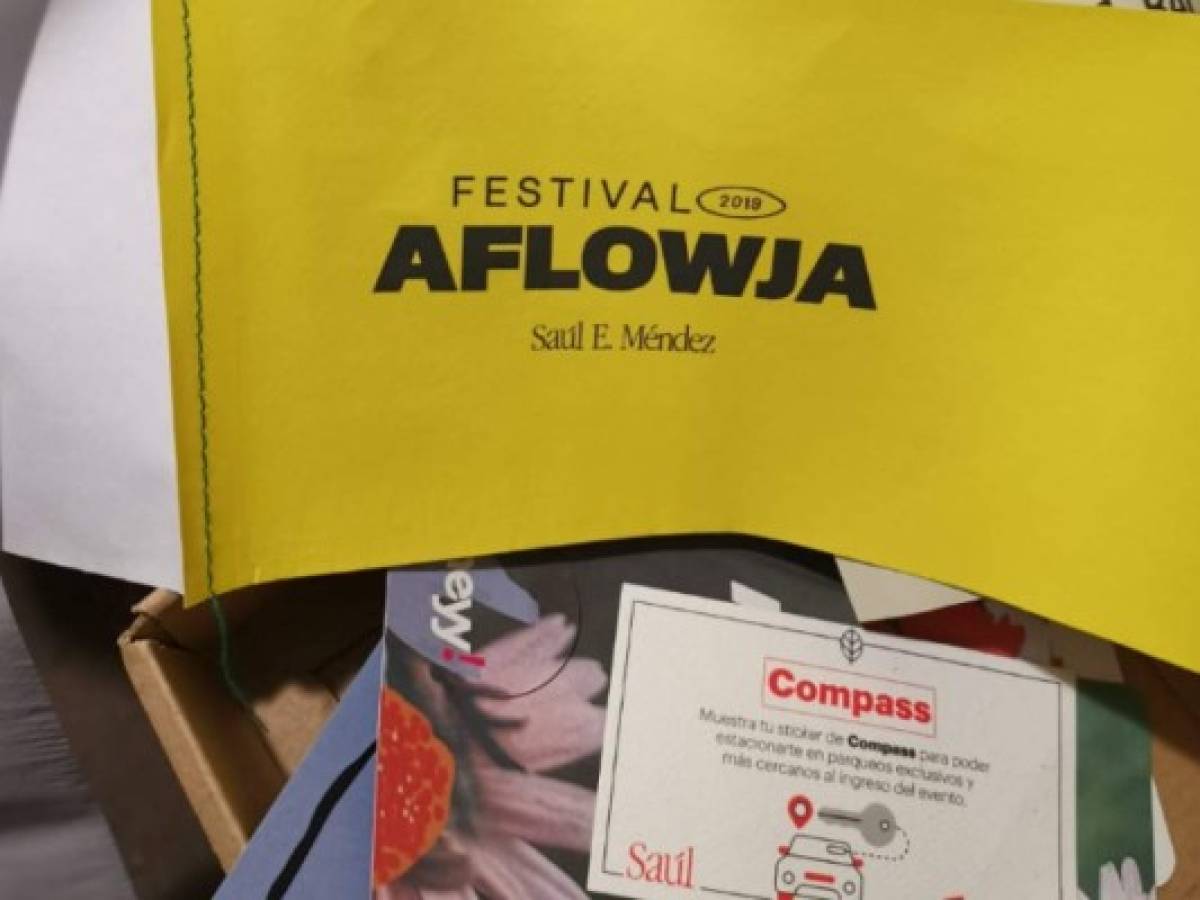 FESTIVAL 2019
AFLOWJA
Saúl E. Méndez
eyy!
Compass
Muestra tu sticker de Compass para poder
estacionarte en parqueos exclusivos y
más cercanos al ingreso del evento.
Saúl